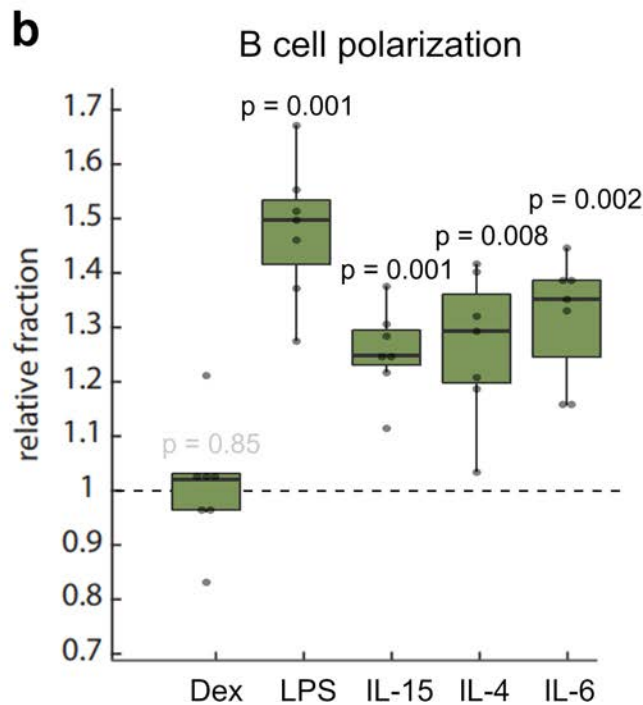 b
B cell polarization
relative fraction
1.7
1.6
1.5
1.4
1.3
1.2
1.1
1
0.9
0.8
0.7
p = 0.85
p = 0.001
p = 0.001
p = 0.008
p = 0.002
Dex LPS IL-15 IL-4 IL-6